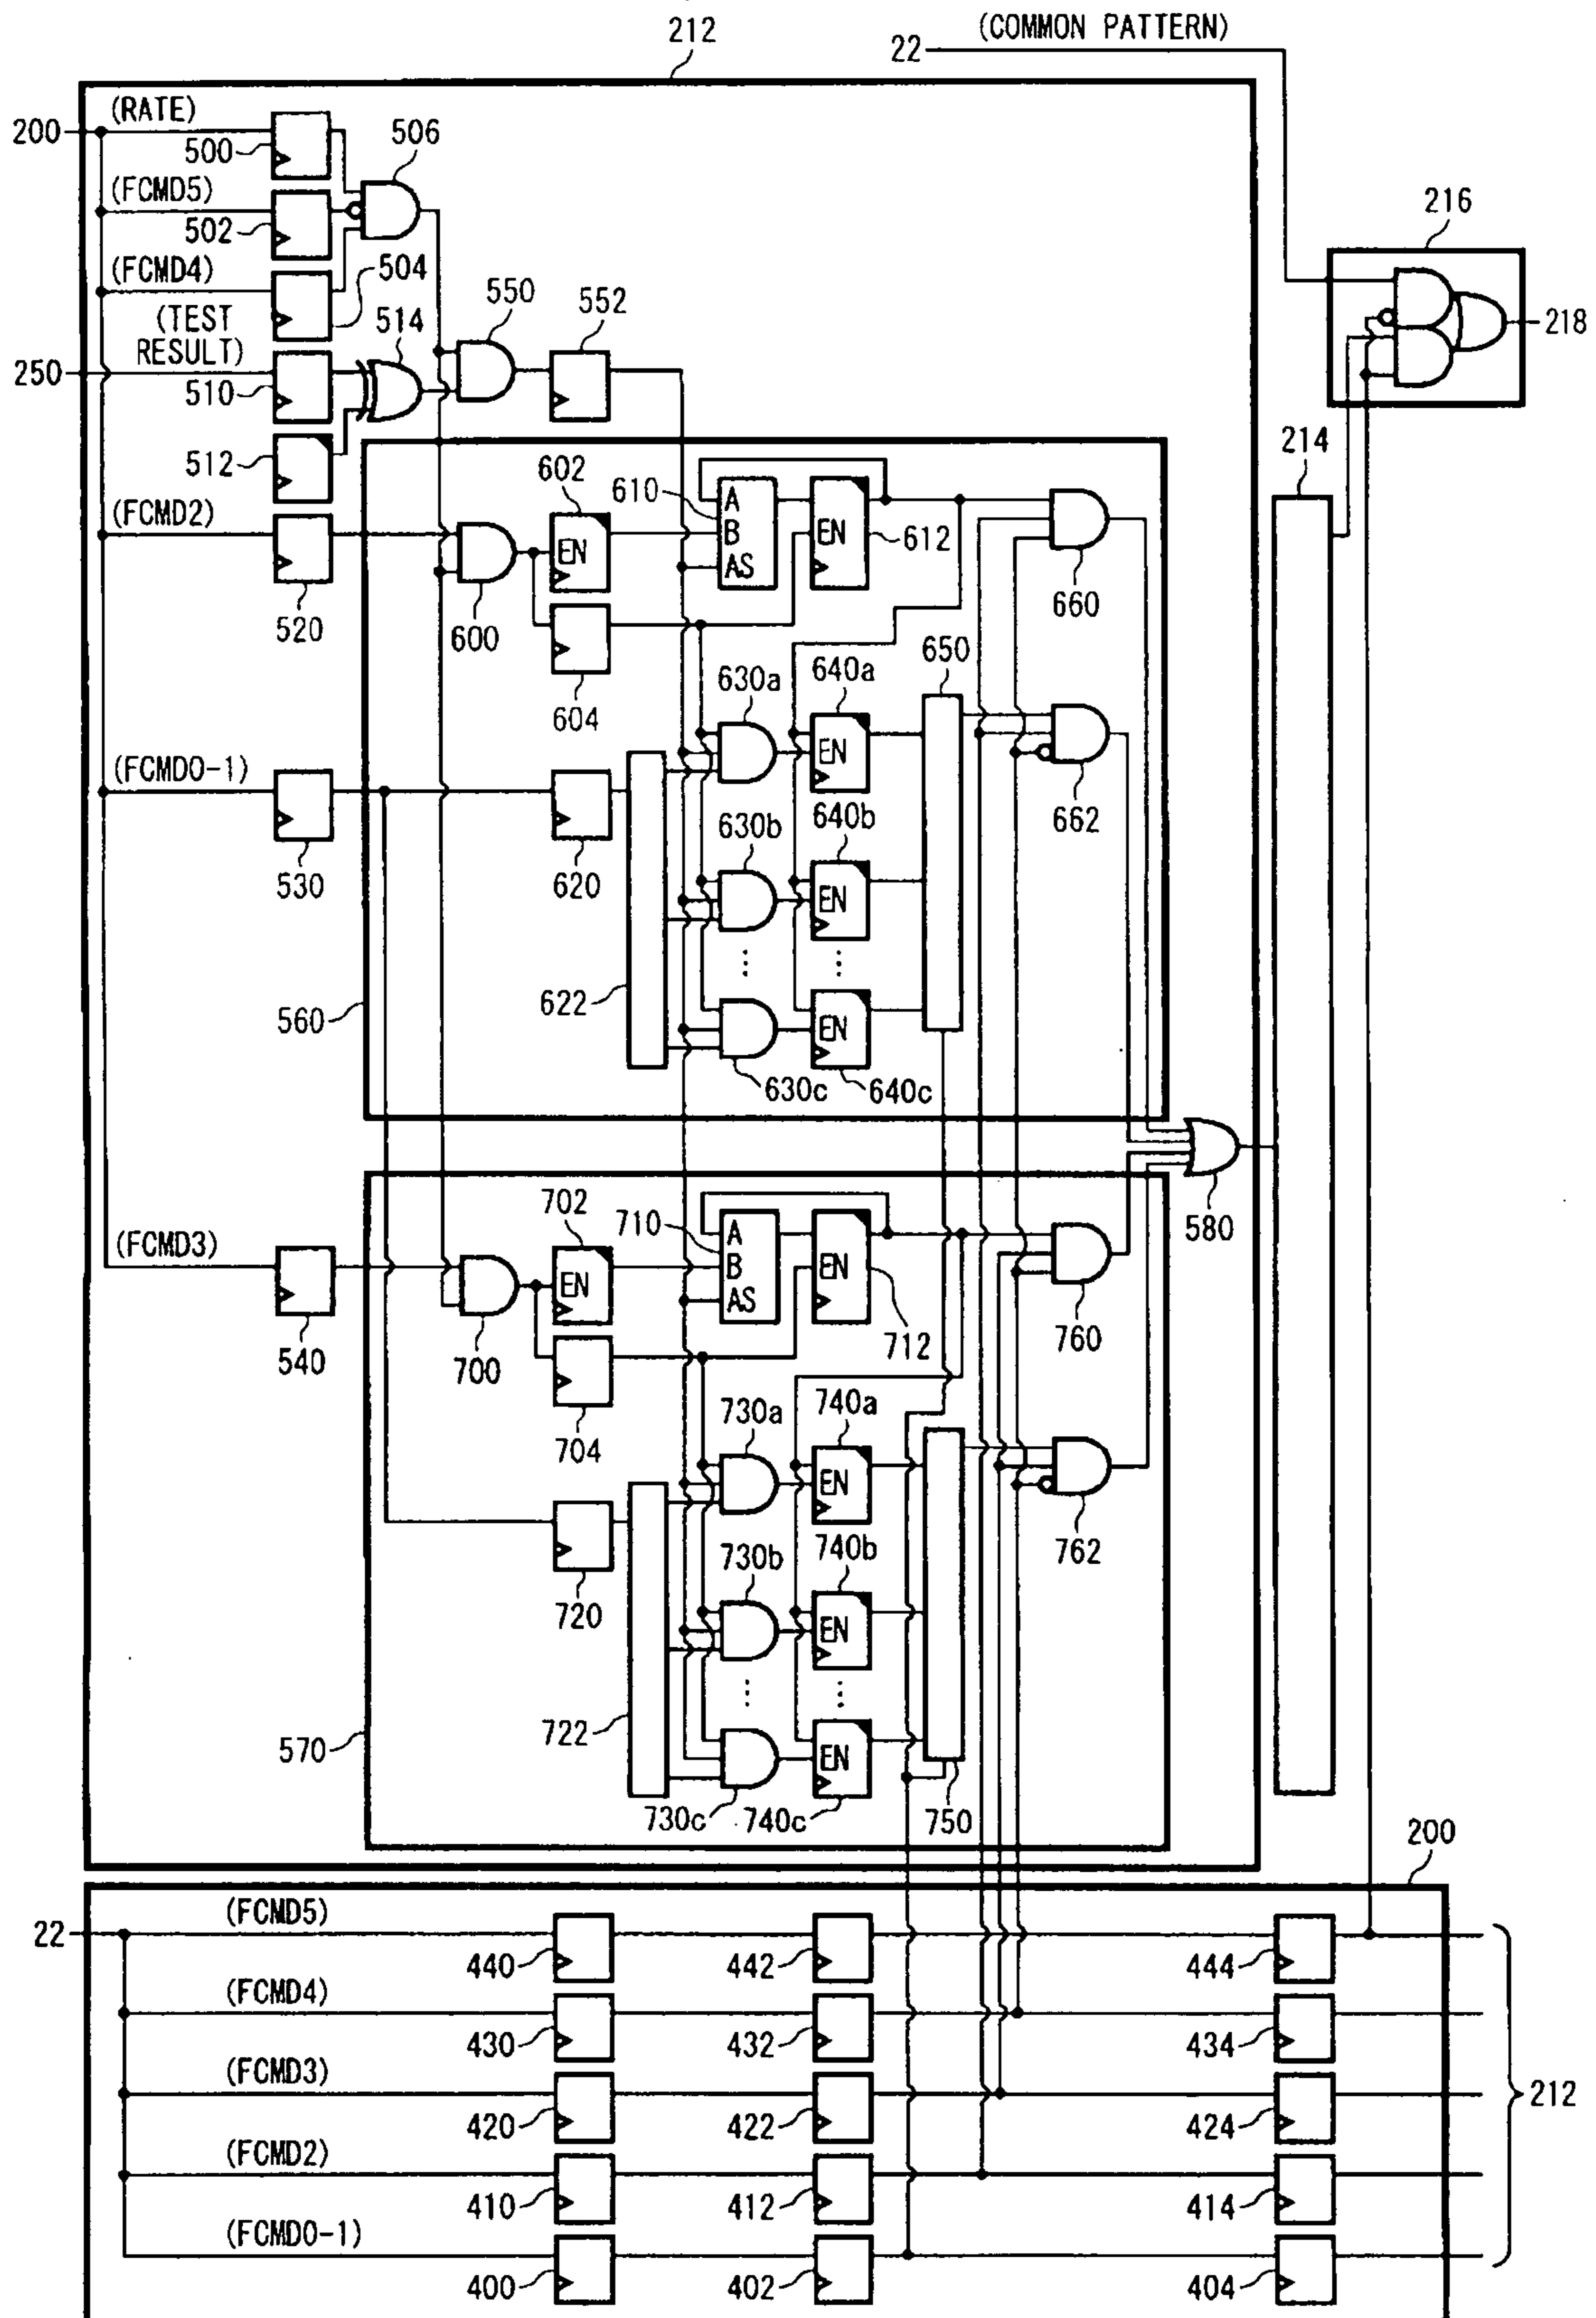 212
22
(COMMON PATTERN)
200
(RATE)
500
506
(FCMD5)
502
(FCMD4)
504
216
218
(TEST
RESULT)
514
550
552
250
510
512
214
(FCMD2)
520
600
602
EN
604
610
A
B
AS
EN
612
660
650
630a
640a
EN
662
(FCMD0-1)
530
620
622
630b
640b
EN
560
630c
EN
640c
580
(FCMD3)
540
700
702
EN
704
710
A
B
AS
EN
712
760
730a
740a
EN
762
720
722
730b
740b
EN
570
730c
EN
740c
750
200
22
(FCMD5)
440
442
444
(FCMD4)
430
432
434
(FCMD3)
420
422
424
212
(FCMD2)
410
412
414
(FCMD0-1)
400
402
404